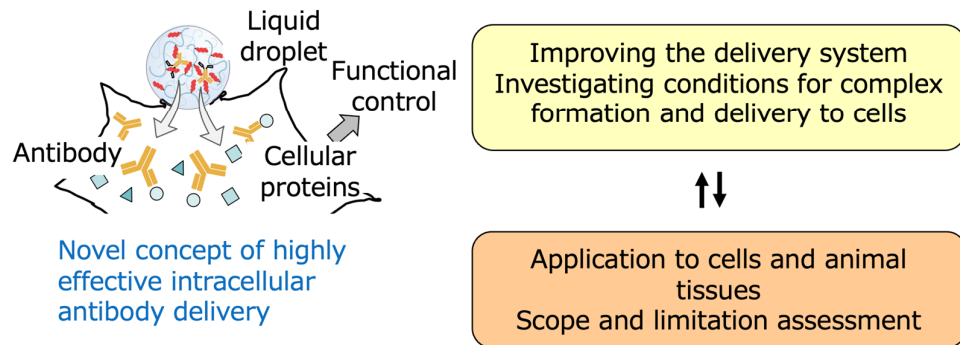 Liquid
droplet
Functional
control
Antibody
Cellular
proteins
Novel concept of highly
effective intracellular
antibody delivery
Improving the delivery system
Investigating conditions for complex
formation and delivery to cells
Application to cells and animal
tissues
Scope and limitation assessment